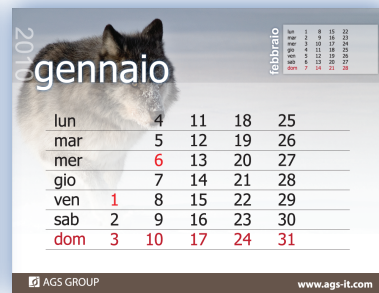 2010
gennaio
febbraio
lun 1 8 15 22
mar 2 9 16 23
mer 3 10 17 24
gio 4 11 18 25
ven 5 12 19 26
sab 6 13 20 27
dom 7 14 21 28
lun 4 11 18 25
mar 5 12 19 26
mer 6 13 20 27
gio 7 14 21 28
ven 1 8 15 22 29
sab 2 9 16 23 30
dom 3 10 17 24 31
AGS GROUP
www.ags-it.com